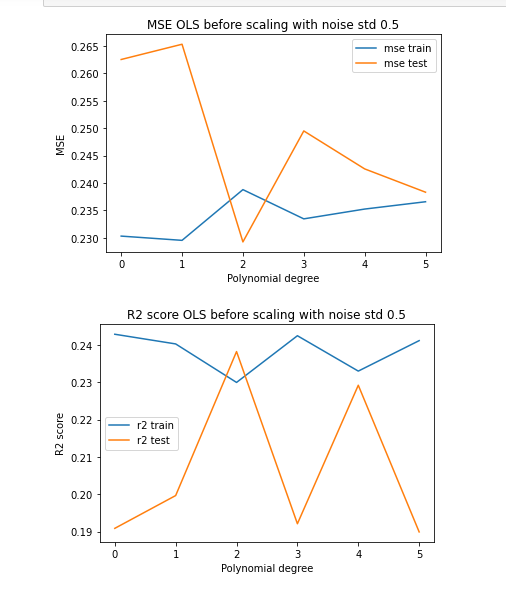 MSE OLS before scaling with noise std 0.5
mse train
mse test
0.265
0.260
0.255
0.250
0.245
0.240
0.235
0.230
MSE
0 1 2 3 4 5
Polynomial degree
R2 score OLS before scaling with noise std 0.5
0.24
0.23
0.22
0.21
0.20
0.19
r2 train
r2 test
R2 score
0 1 2 3 4 5
Polynomial degree